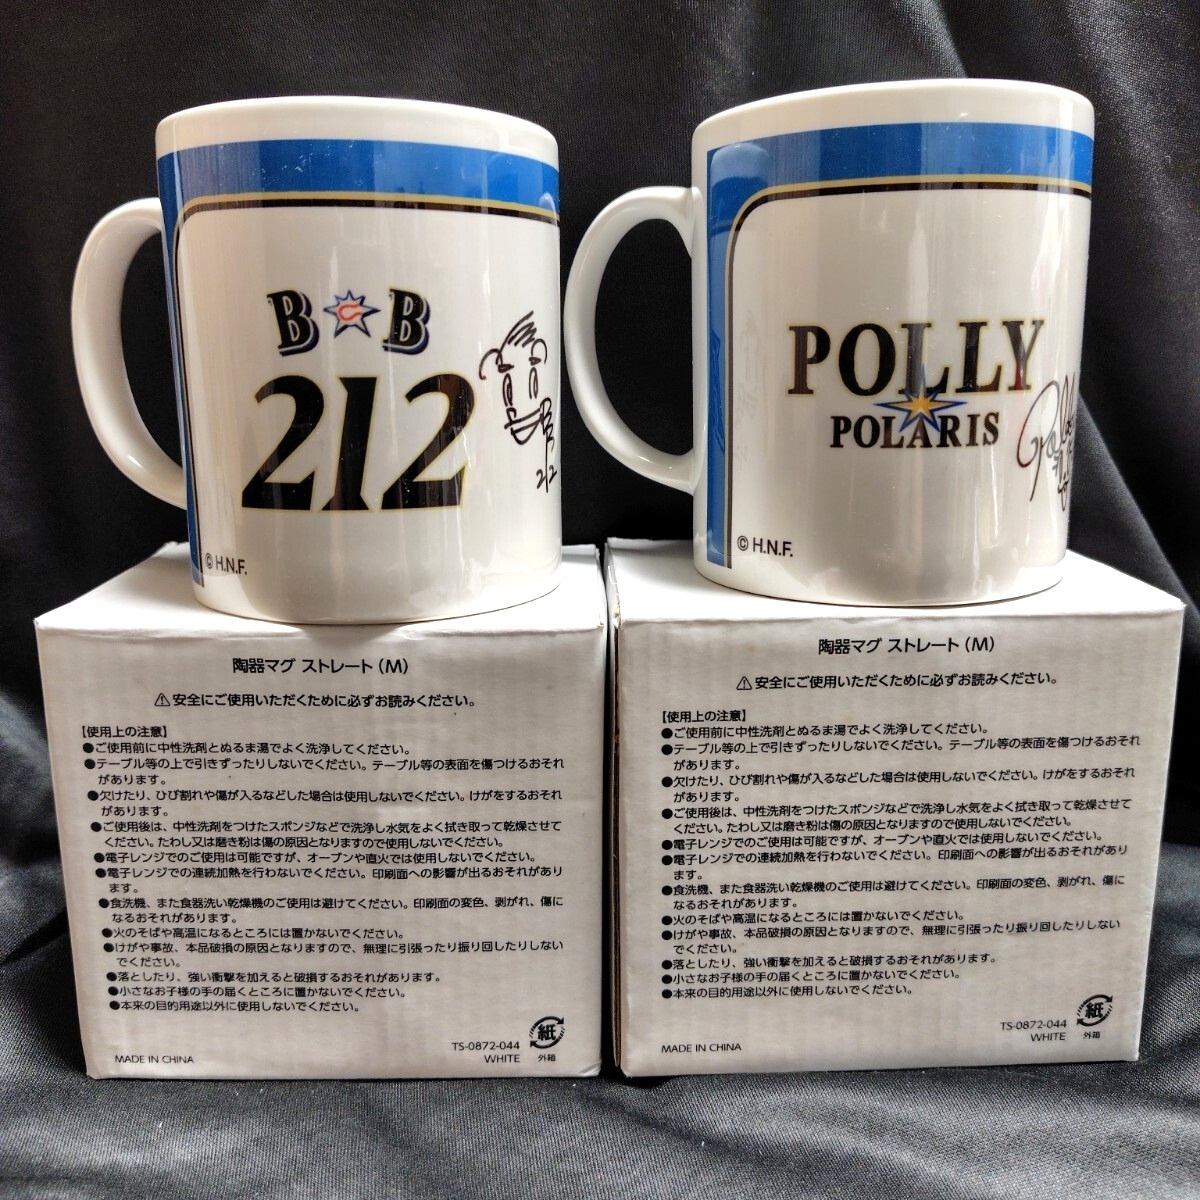 B B
212
212
© H.N.F.
POLLY
POLARIS
© H.N.F.
陶器マグ ストレート（M）
⚠安全にご使用いただくために必ずお読みください。
【使用上の注意】
●ご使用前に中性洗剤とぬるま湯でよく洗浄してください。
●テーブル等の上で引きずったりしないでください。テーブル等の表面を傷つけるおそれ
があります。
●欠けたり、ひび割れや傷が入るなどした場合は使用しないでください。けがをするおそれ
があります。
●ご使用後は、中性洗剤をつけたスポンジなどで洗浄し水気をよく拭き取って乾燥させて
ください。たわし又は磨き粉は傷の原因となりますので使用しないでください。
●電子レンジでのご使用は可能ですが、オーブンや直火では使用しないでください。
●電子レンジでの連続加熱を行わないでください。印刷面への影響が出るおそれがあり
ます。
●食洗機、また食器洗い乾燥機のご使用は避けてください。印刷面の変色、剥がれ、傷に
なるおそれがあります。
●火のそばや高温になるところには置かないでください。
●けがや事故、本品破損の原因となりますので、無理に引張ったり振り回したりしない
でください。
●落としたり、強い衝撃を加えると破損するおそれがあります。
●小さなお子様の手の届くところに置かないでください。
●本来の目的用途以外に使用しないでください。
MADE IN CHINA
TS-0872-044
WHITE
紙
外箱
陶器マグ ストレート（M）
⚠安全にご使用いただくために必ずお読みください。
【使用上の注意】
●ご使用前に中性洗剤とぬるま湯でよく洗浄してください。
●テーブル等の上で引きずったりしないでください。テーブル等の表面を傷つけるおそれ
があります。
●欠けたり、ひび割れや傷が入るなどした場合は使用しないでください。けがをするおそれ
があります。
●ご使用後は、中性洗剤をつけたスポンジなどで洗浄し水気をよく拭き取って乾燥させて
ください。たわし又は磨き粉は傷の原因となりますので使用しないでください。
●電子レンジでのご使用は可能ですが、オーブンや直火では使用しないでください。
●電子レンジでの連続加熱を行わないでください。印刷面への影響が出るおそれがあり
ます。
●食洗機、また食器洗い乾燥機のご使用は避けてください。印刷面の変色、剥がれ、傷に
なるおそれがあります。
●火のそばや高温になるところには置かないでください。
●けがや事故、本品破損の原因となりますので、無理に引張ったり振り回したりしない
でください。
●落としたり、強い衝撃を加えると破損するおそれがあります。
●小さなお子様の手の届くところに置かないでください。
●本来の目的用途以外に使用しないでください。
MADE IN CHINA
TS-0872-044
WHITE
紙
外箱